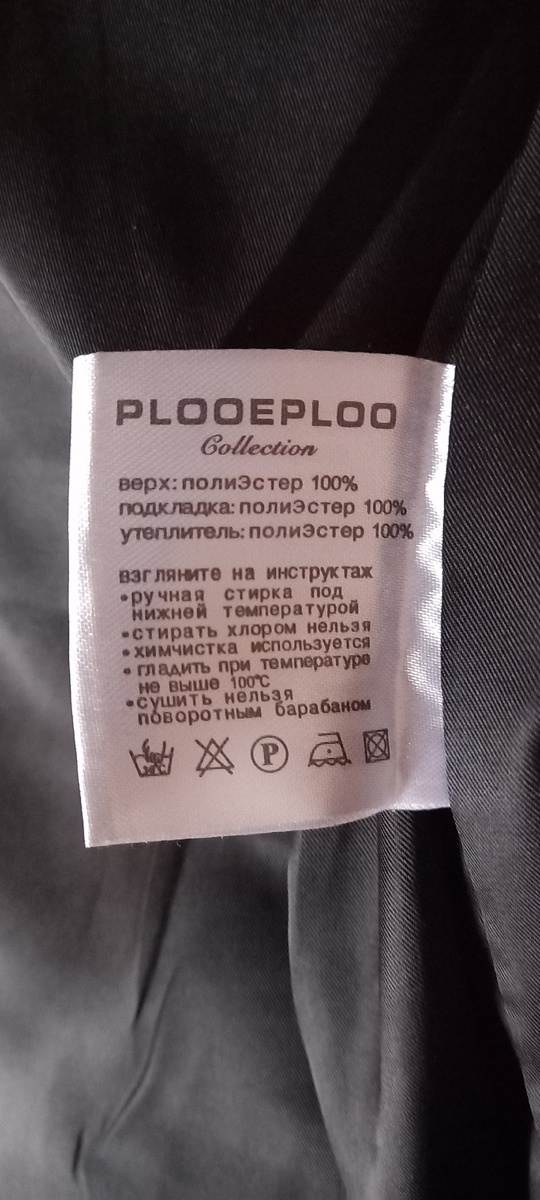 PLOOEPLOO
Collection
верх: полиЭстер 100%
подкладка: полиЭстер 100%
утеплитель: полиЭстер 100%
взгляните на инструктаж
•ручная стирка под
нижней температурой
•стирать хлором нельзя
•химчистка используется
•гладить при температуре
не выше 100°C
•сушить нельзя
поворотным барабаном
P